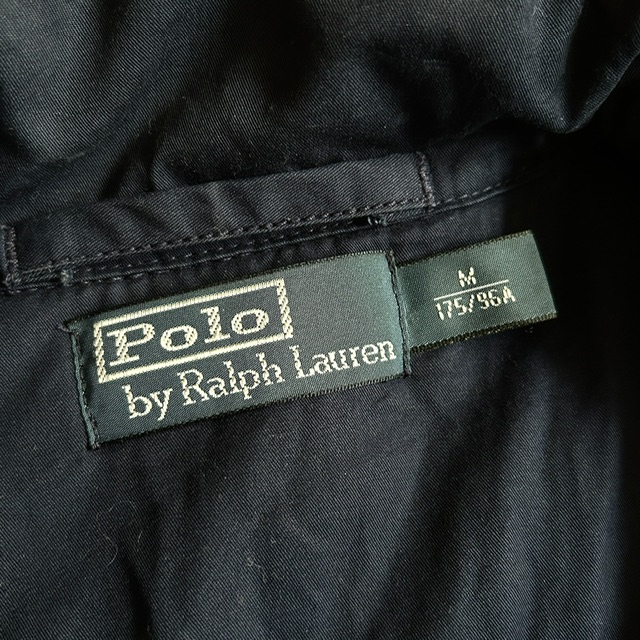 Polo
by Ralph Lauren
M
175/96A